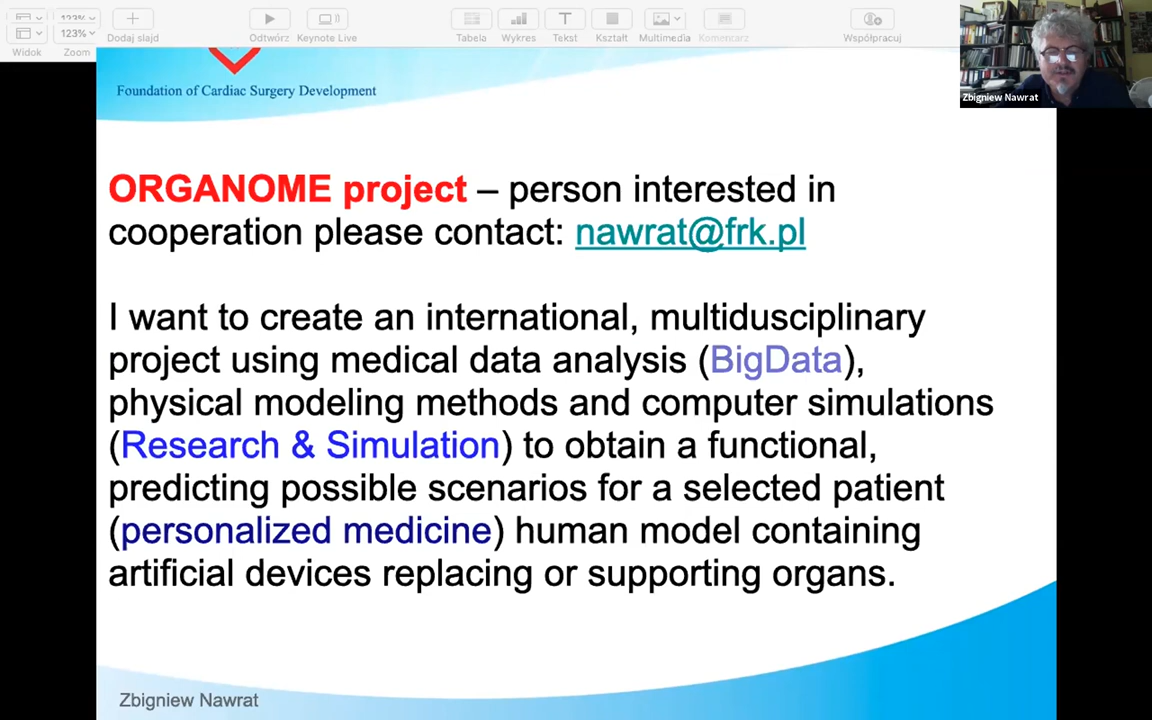 123%
123%
Widok
Zoom
Dodaj slajd
Odtwórz
Keynote Live
Tabela
Wykres
Tekst
Kształt
Multimedia
Komentarz
Współpracuj
Zbigniew Nawrat
Foundation of Cardiac Surgery Development
ORGANOME project – person interested in
cooperation please contact: nawrat@frk.pl
I want to create an international, multidusciplinary
project using medical data analysis (BigData),
physical modeling methods and computer simulations
(Research & Simulation) to obtain a functional,
predicting possible scenarios for a selected patient
(personalized medicine) human model containing
artificial devices replacing or supporting organs.
Zbigniew Nawrat